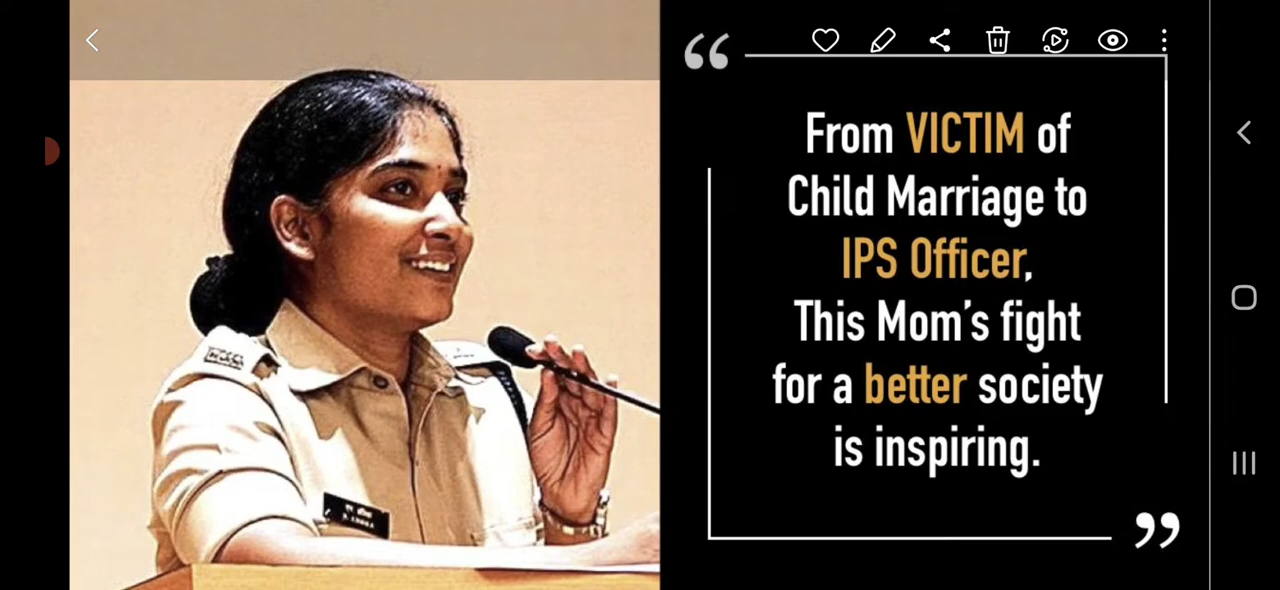 From VICTIM of
Child Marriage to
IPS Officer,
This Mom’s fight
for a better society
is inspiring.